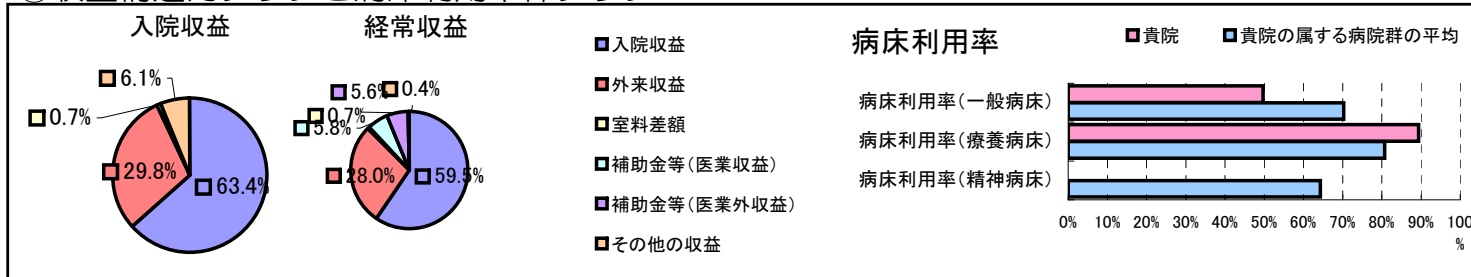 入院収益
6.1%
0.7%
29.8%
63.4%
経常収益
5.6%
0.4%
0.7%
5.8%
28.0%
59.5%
入院収益
外来収益
室料差額
補助金等(医業収益)
補助金等(医業外収益)
その他の収益
病床利用率
貴院
貴院の属する病院群の平均
病床利用率(一般病床)
病床利用率(療養病床)
病床利用率(精神病床)
0% 10% 20% 30% 40% 50% 60% 70% 80% 90% 100
%